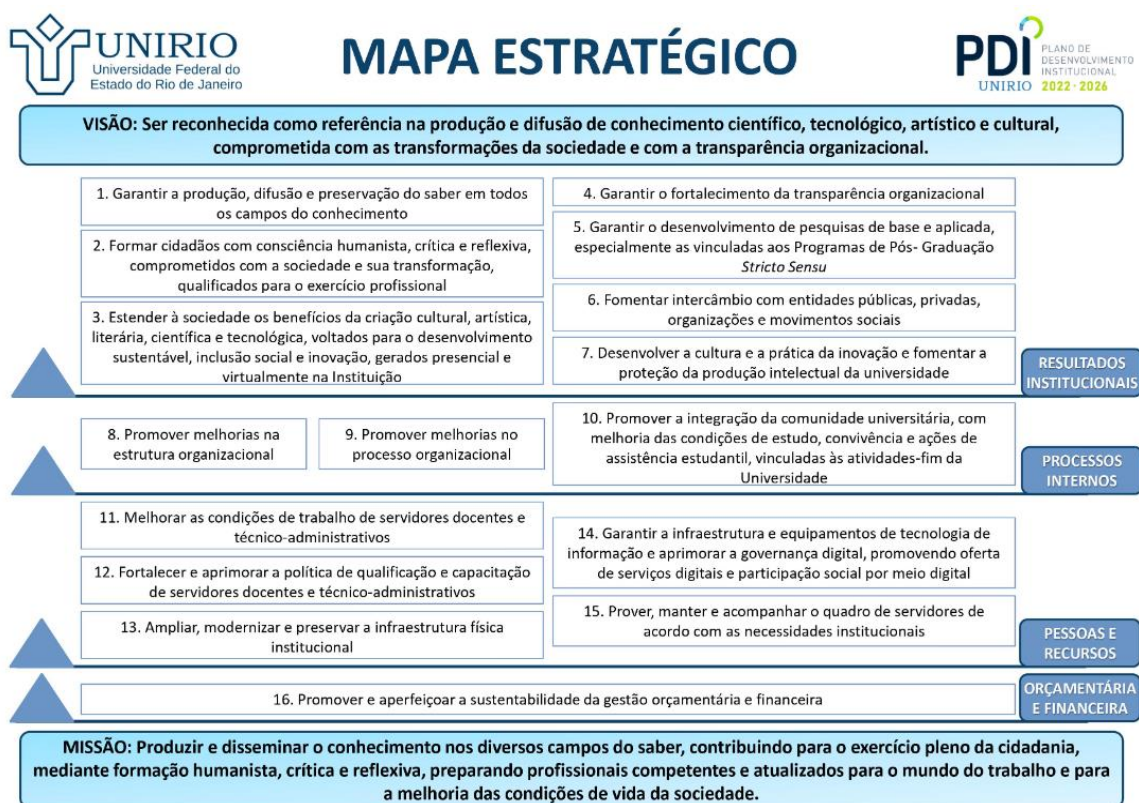 UNIRIO
Universidade Federal do
Estado do Rio de Janeiro
MAPA ESTRATÉGICO
PDI
UNIRIO
PLANO DE
DESENVOLVIMENTO
INSTITUCIONAL
2022 - 2026
VISÃO: Ser reconhecida como referência na produção e difusão de conhecimento científico, tecnológico, artístico e cultural,
comprometida com as transformações da sociedade e com a transparência organizacional.
1. Garantir a produção, difusão e preservação do saber em todos
os campos do conhecimento
2. Formar cidadãos com consciência humanista, crítica e reflexiva,
comprometidos com a sociedade e sua transformação,
qualificados para o exercício profissional
3. Estender à sociedade os benefícios da criação cultural, artística,
literária, científica e tecnológica, voltados para o desenvolvimento
sustentável, inclusão social e inovação, gerados presencial e
virtualmente na Instituição
4. Garantir o fortalecimento da transparência organizacional
5. Garantir o desenvolvimento de pesquisas de base e aplicada,
especialmente as vinculadas aos Programas de Pós- Graduação
Stricto Sensu
6. Fomentar intercâmbio com entidades públicas, privadas,
organizações e movimentos sociais
7. Desenvolver a cultura e a prática da inovação e fomentar a
proteção da produção intelectual da universidade
RESULTADOS
INSTITUCIONAIS
8. Promover melhorias na
estrutura organizacional
9. Promover melhorias no
processo organizacional
10. Promover a integração da comunidade universitária, com
melhoria das condições de estudo, convivência e ações de
assistência estudantil, vinculadas às atividades-fim da
Universidade
PROCESSOS
INTERNOS
11. Melhorar as condições de trabalho de servidores docentes e
técnico-administrativos
12. Fortalecer e aprimorar a política de qualificação e capacitação
de servidores docentes e técnico-administrativos
13. Ampliar, modernizar e preservar a infraestrutura física
institucional
14. Garantir a infraestrutura e equipamentos de tecnologia de
informação e aprimorar a governança digital, promovendo oferta
de serviços digitais e participação social por meio digital
15. Prover, manter e acompanhar o quadro de servidores de
acordo com as necessidades institucionais
PESSOAS E
RECURSOS
16. Promover e aperfeiçoar a sustentabilidade da gestão orçamentária e financeira
ORÇAMENTÁRIA
E FINANCEIRA
MISSÃO: Produzir e disseminar o conhecimento nos diversos campos do saber, contribuindo para o exercício pleno da cidadania,
mediante formação humanista, crítica e reflexiva, preparando profissionais competentes e atualizados para o mundo do trabalho e para
a melhoria das condições de vida da sociedade.